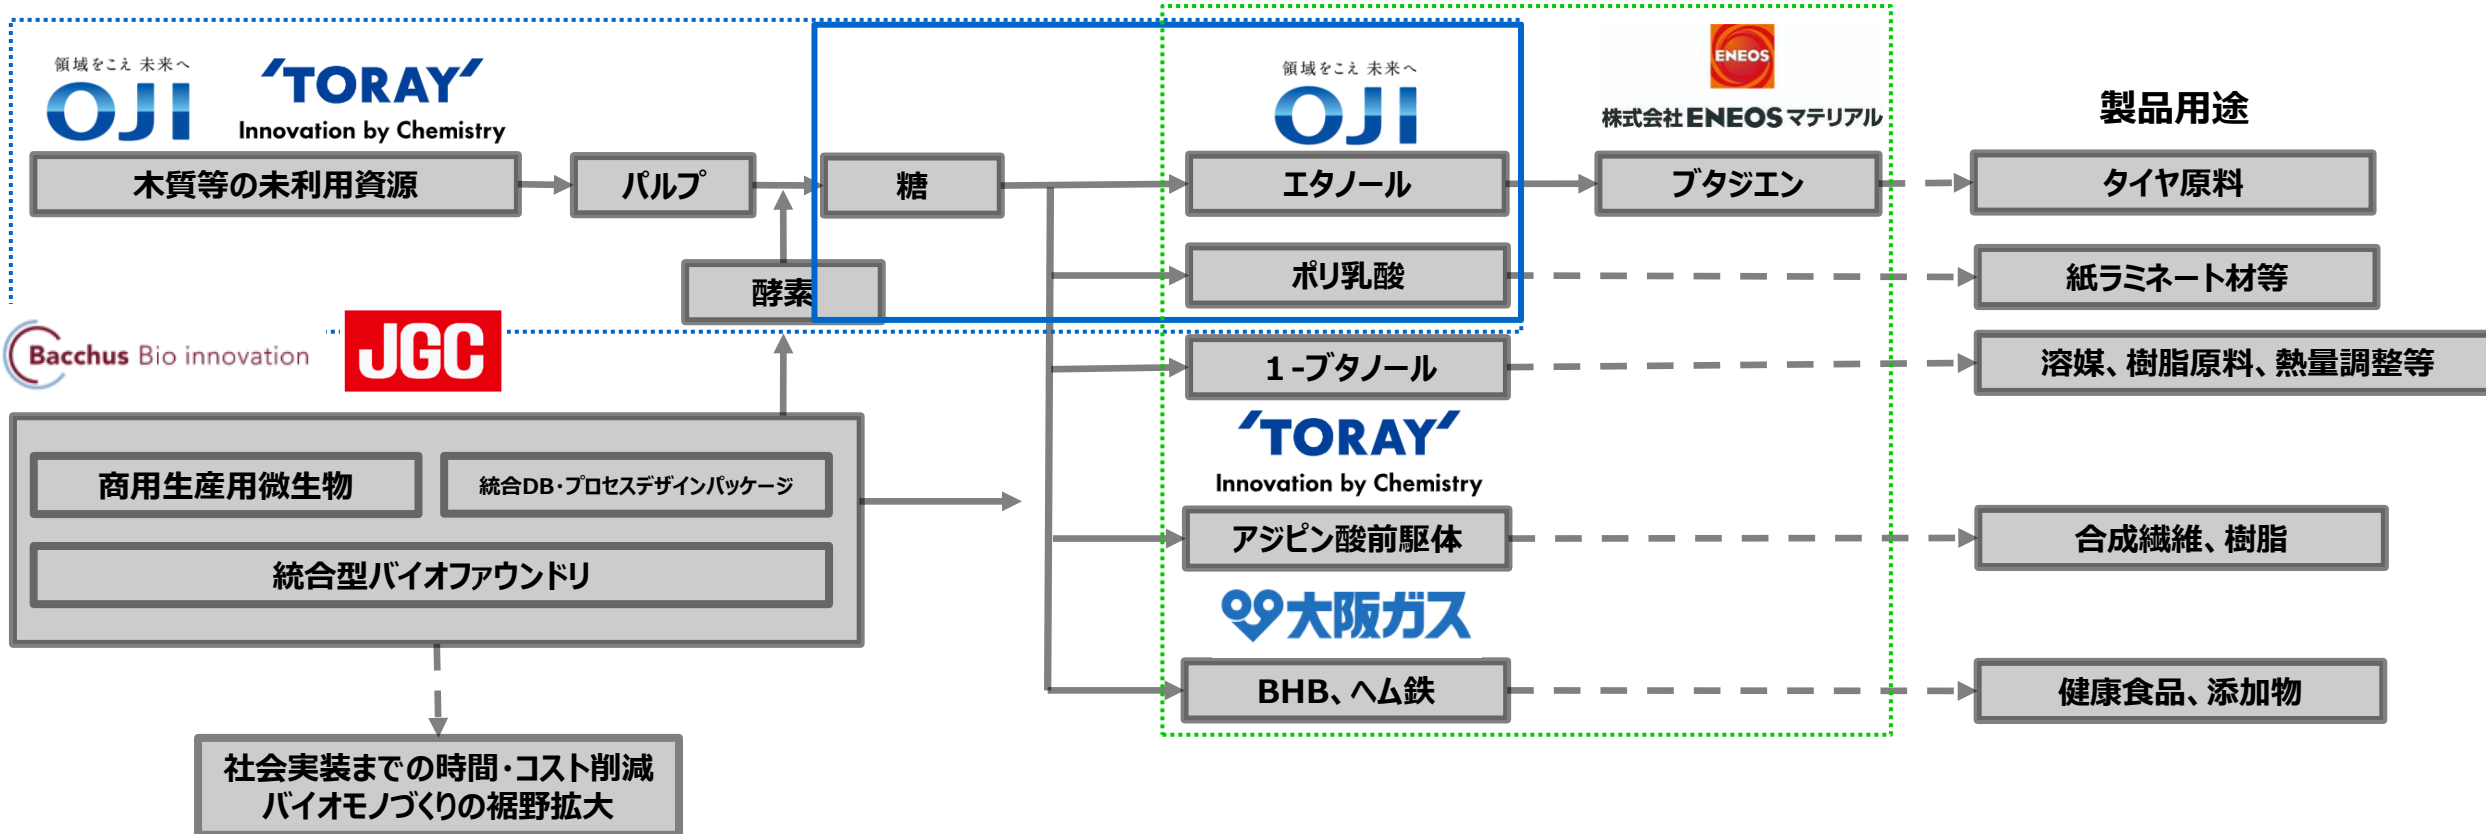 領域をこえ 未来へ
OJI
'TORAY'
Innovation by Chemistry
領域をこえ 未来へ
OJI
ENEOS
株式会社ENEOSマテリアル
製品用途
木質等の未利用資源
パルプ
糖
エタノール
ブタジエン
タイヤ原料
酵素
ポリ乳酸
紙ラミネート材等
Bacchus Bio innovation
JGC
1-ブタノール
溶媒、樹脂原料、熱量調整等
'TORAY'
Innovation by Chemistry
商用生産用微生物
統合DB・プロセスデザインパッケージ
アジピン酸前駆体
合成繊維、樹脂
統合型バイオファウンドリ
大阪ガス
BHB、ヘム鉄
健康食品、添加物
社会実装までの時間・コスト削減
バイオモノづくりの裾野拡大